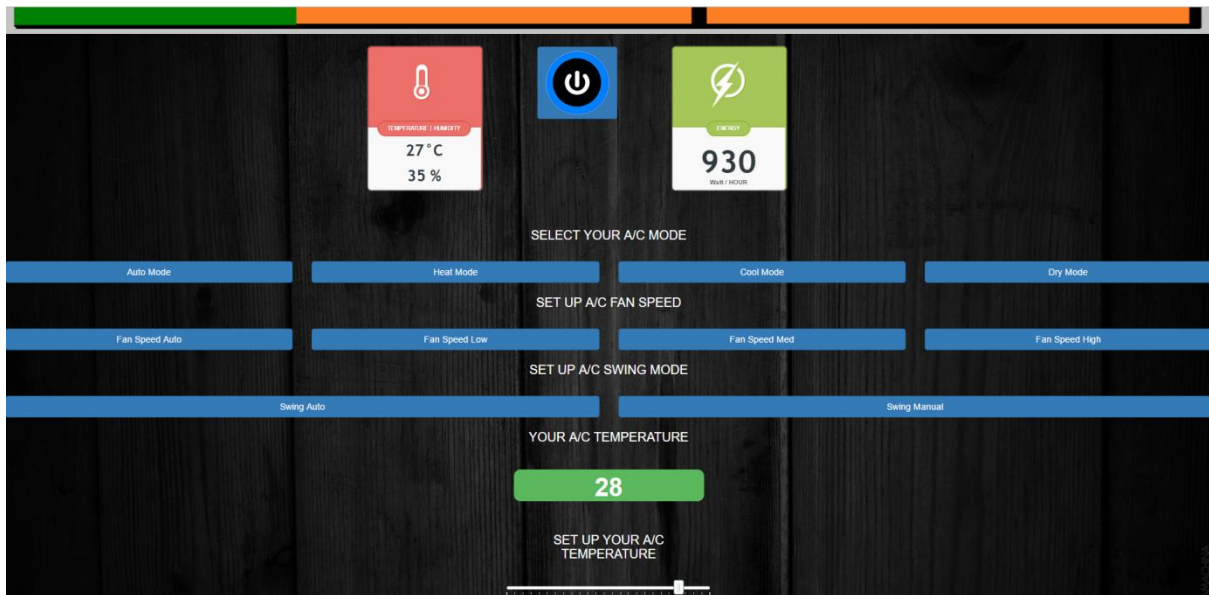 TEMPERATURE | HUMIDITY
27°C
35 %
ENERGY
930
Watt / HOUR
SELECT YOUR A/C MODE
Auto Mode
Heat Mode
Cool Mode
Dry Mode
SET UP A/C FAN SPEED
Fan Speed Auto
Fan Speed Low
Fan Speed Med
Fan Speed High
SET UP A/C SWING MODE
Swing Auto
Swing Manual
YOUR A/C TEMPERATURE
28
SET UP YOUR A/C
TEMPERATURE